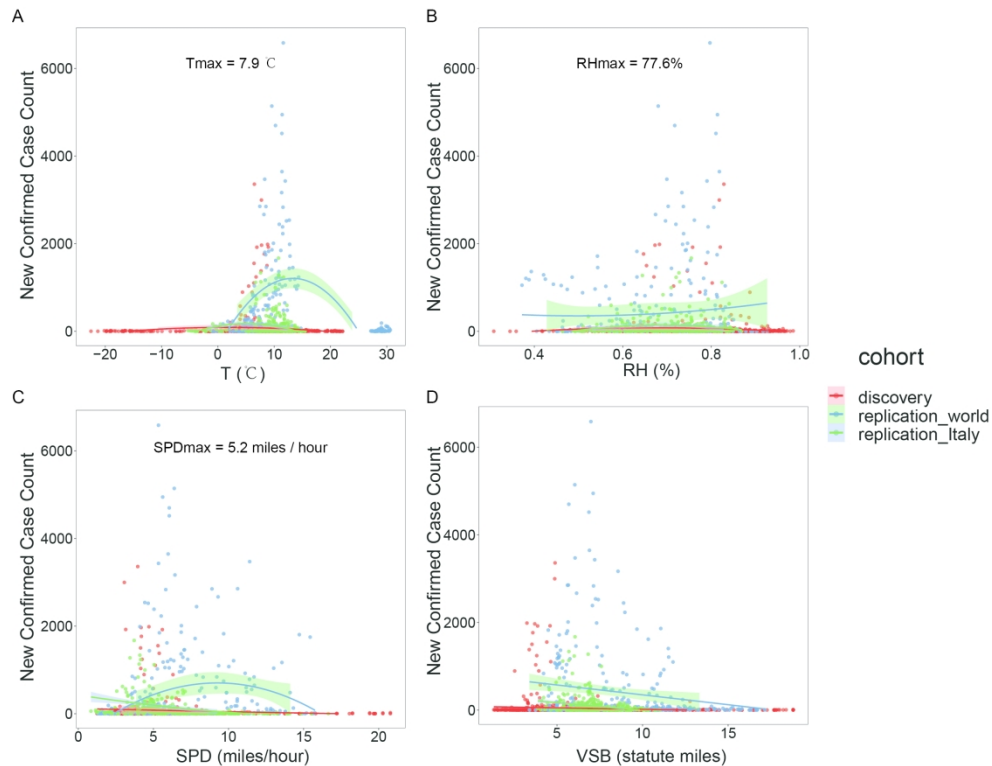 A
Tmax = 7.9 ℃
New Confirmed Case Count
6000
4000
2000
0
−20
−10
0
10
20
30
T (℃)
B
RHmax = 77.6%
New Confirmed Case Count
6000
4000
2000
0
0.4
0.6
0.8
1.0
RH (%)
C
SPDmax = 5.2 miles / hour
New Confirmed Case Count
6000
4000
2000
0
0
5
10
15
20
SPD (miles/hour)
D
New Confirmed Case Count
6000
4000
2000
0
5
10
15
VSB (statute miles)
cohort
discovery
replication_world
replication_Italy